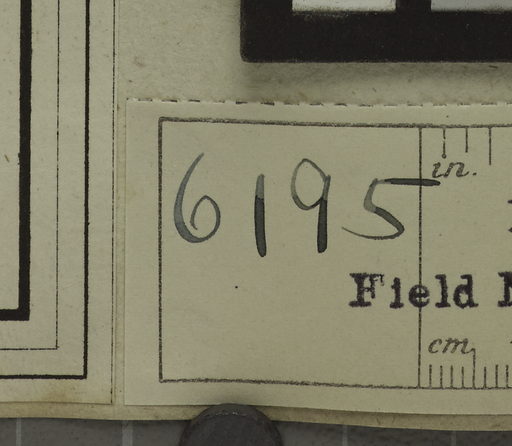 6195
in.
Field
cm.